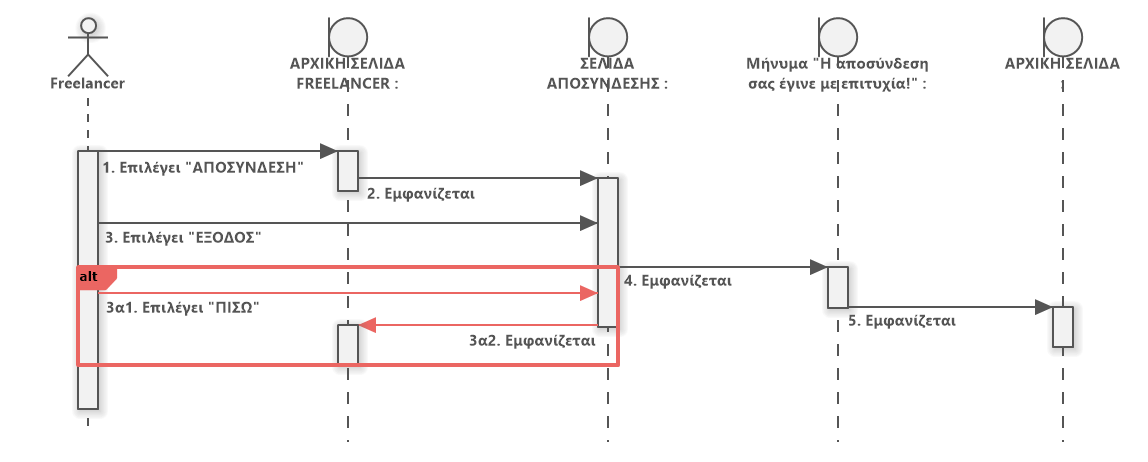 Freelancer
ΑΡΧΙΚΗ ΣΕΛΙΔΑ
FREELANCER :
ΣΕΛΙΔΑ
ΑΠΟΣΥΝΔΕΣΗΣ :
Μήνυμα "Η αποσύνδεση
σας έγινε με επιτυχία!" :
ΑΡΧΙΚΗ ΣΕΛΙΔΑ
:
1. Επιλέγει "ΑΠΟΣΥΝΔΕΣΗ"
2. Εμφανίζεται
3. Επιλέγει "ΕΞΟΔΟΣ"
alt
4. Εμφανίζεται
3α1. Επιλέγει "ΠΙΣΩ"
5. Εμφανίζεται
3α2. Εμφανίζεται